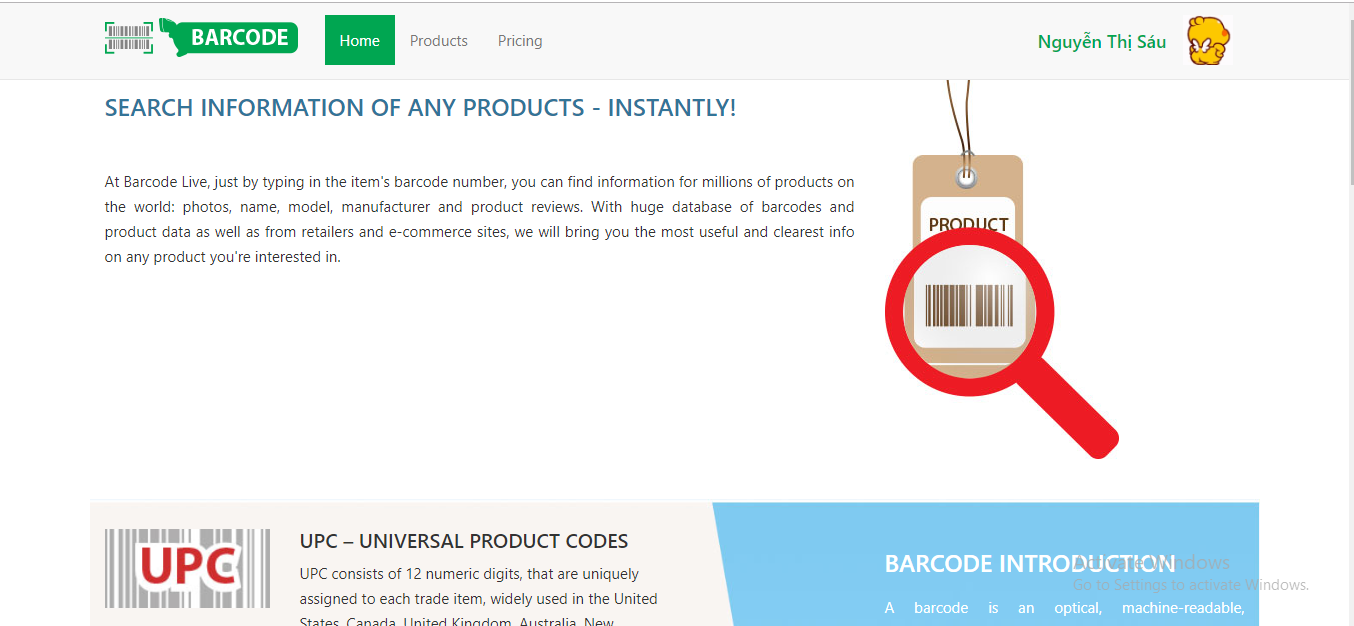 BARCODE
Home
Products
Pricing
Nguyễn Thị Sáu
SEARCH INFORMATION OF ANY PRODUCTS - INSTANTLY!
At Barcode Live, just by typing in the item's barcode number, you can find information for millions of products on
the world: photos, name, model, manufacturer and product reviews. With huge database of barcodes and
product data as well as from retailers and e-commerce sites, we will bring you the most useful and clearest info
on any product you're interested in.
PRODUCT
UPC
UPC – UNIVERSAL PRODUCT CODES
UPC consists of 12 numeric digits, that are uniquely
assigned to each trade item, widely used in the United
States, Canada, United Kingdom, Australia, New
BARCODE INTRODUCTION
A barcode is an optical, machine-readable,
Activate Windows
Go to Settings to activate Windows.